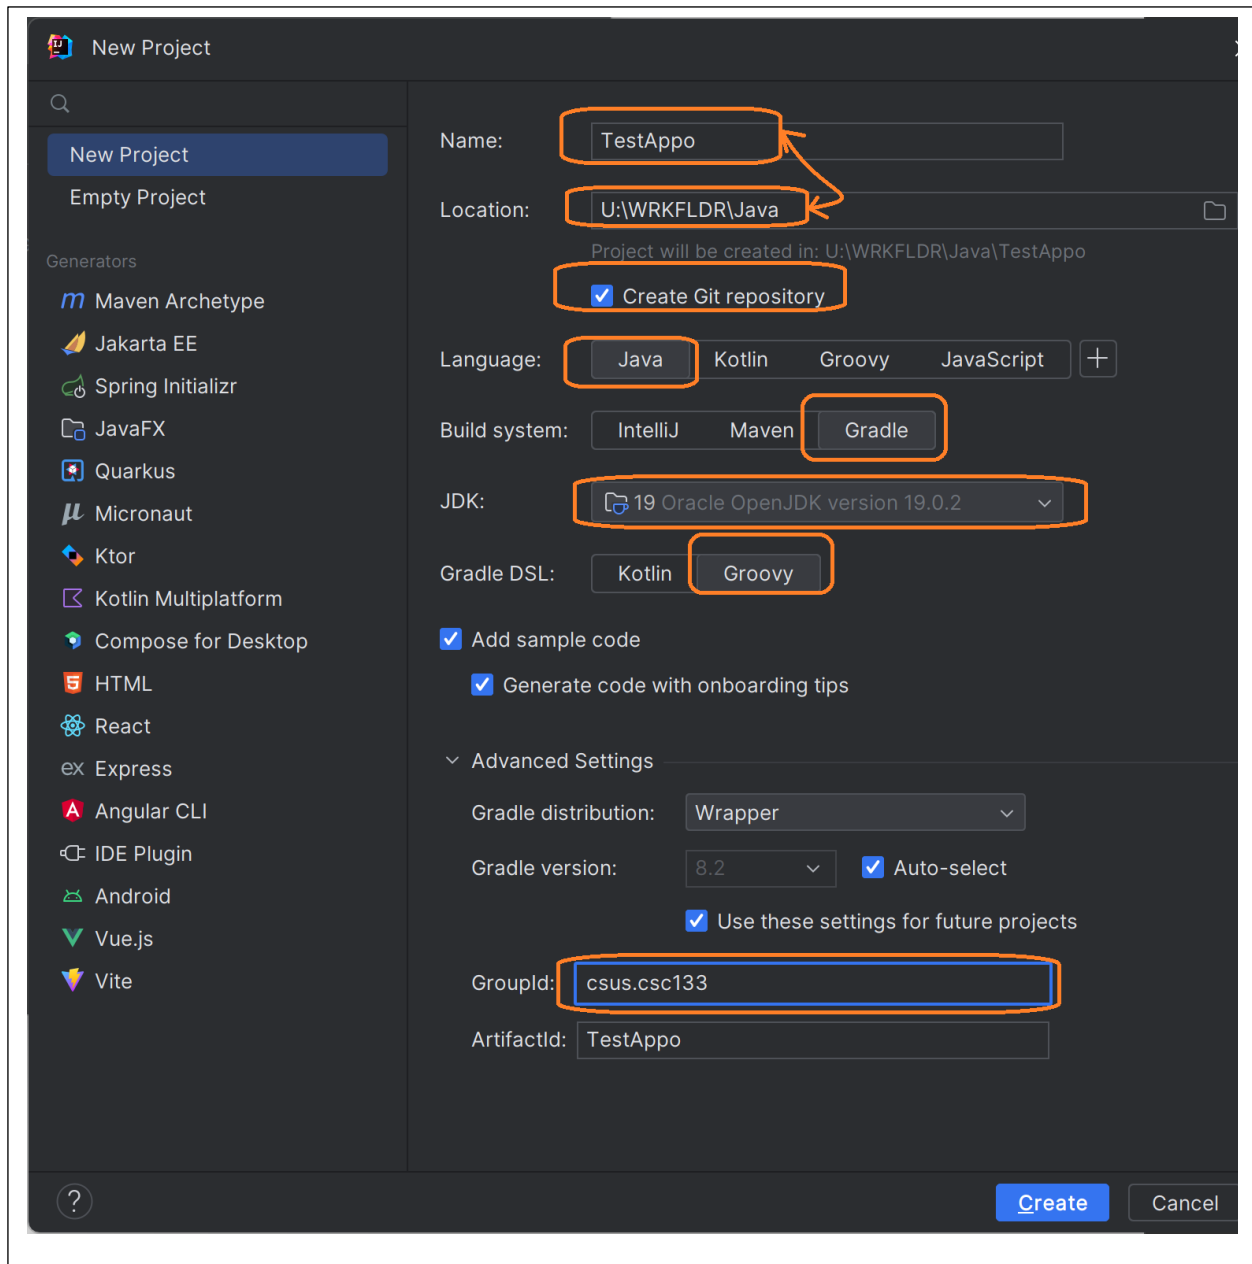 New Project
New Project
Empty Project
Generators
Maven Archetype
Jakarta EE
Spring Initializr
JavaFX
Quarkus
Micronaut
Ktor
Kotlin Multiplatform
Compose for Desktop
HTML
React
ex Express
Angular CLI
IDE Plugin
Android
Vue.js
Vite
Name: TestAppo
Location: U:\WRKFLDR\Java
Project will be created in: U:\WRKFLDR\Java\TestAppo
Create Git repository
Language: Java Kotlin Groovy JavaScript
Build system: IntelliJ Maven Gradle
JDK: 19 Oracle OpenJDK version 19.0.2
Gradle DSL: Kotlin Groovy
Add sample code
Generate code with onboarding tips
Advanced Settings
Gradle distribution: Wrapper
Gradle version: 8.2 Auto-select
Use these settings for future projects
GroupId: csus.csc133
ArtifactId: TestAppo
? Create Cancel